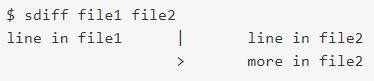 $ sdiff file1 file2
line in file1      |       line in file2
                   >       more in file2